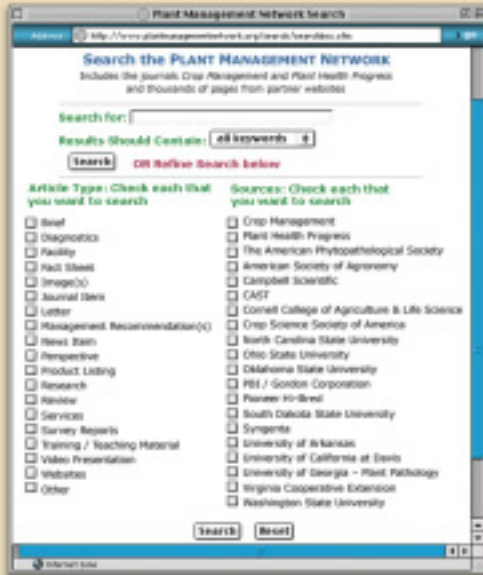 Plant Management Network Search
Address
Search the PLANT MANAGEMENT NETWORK
Includes the journals Crop Management and Plant Health Progress
and thousands of pages from partner websites
Search for:
Results Should Contain: all keywords
Search OR Refine Search below
Article Type: Check each that
you want to search
Brief
Diagnostics
Facility
Fact Sheet
Image(s)
Journal Item
Letter
Management Recommendation(s)
News Item
Perspective
Product Listing
Research
Review
Services
Survey Reports
Training / Teaching Material
Video Presentation
Websites
Other
Sources: Check each that
you want to search
Crop Management
Plant Health Progress
The American Phytopathological Society
American Society of Agronomy
Campbell Scientific
CAST
Cornell College of Agriculture & Life Science
Crop Science Society of America
North Carolina State University
Ohio State University
Oklahoma State University
PBI / Gordon Corporation
Pioneer Hi-Bred
South Dakota State University
Syngenta
University of Arkansas
University of California at Davis
University of Georgia - Plant Pathology
Virginia Cooperative Extension
Washington State University
Search Reset
Internet zone